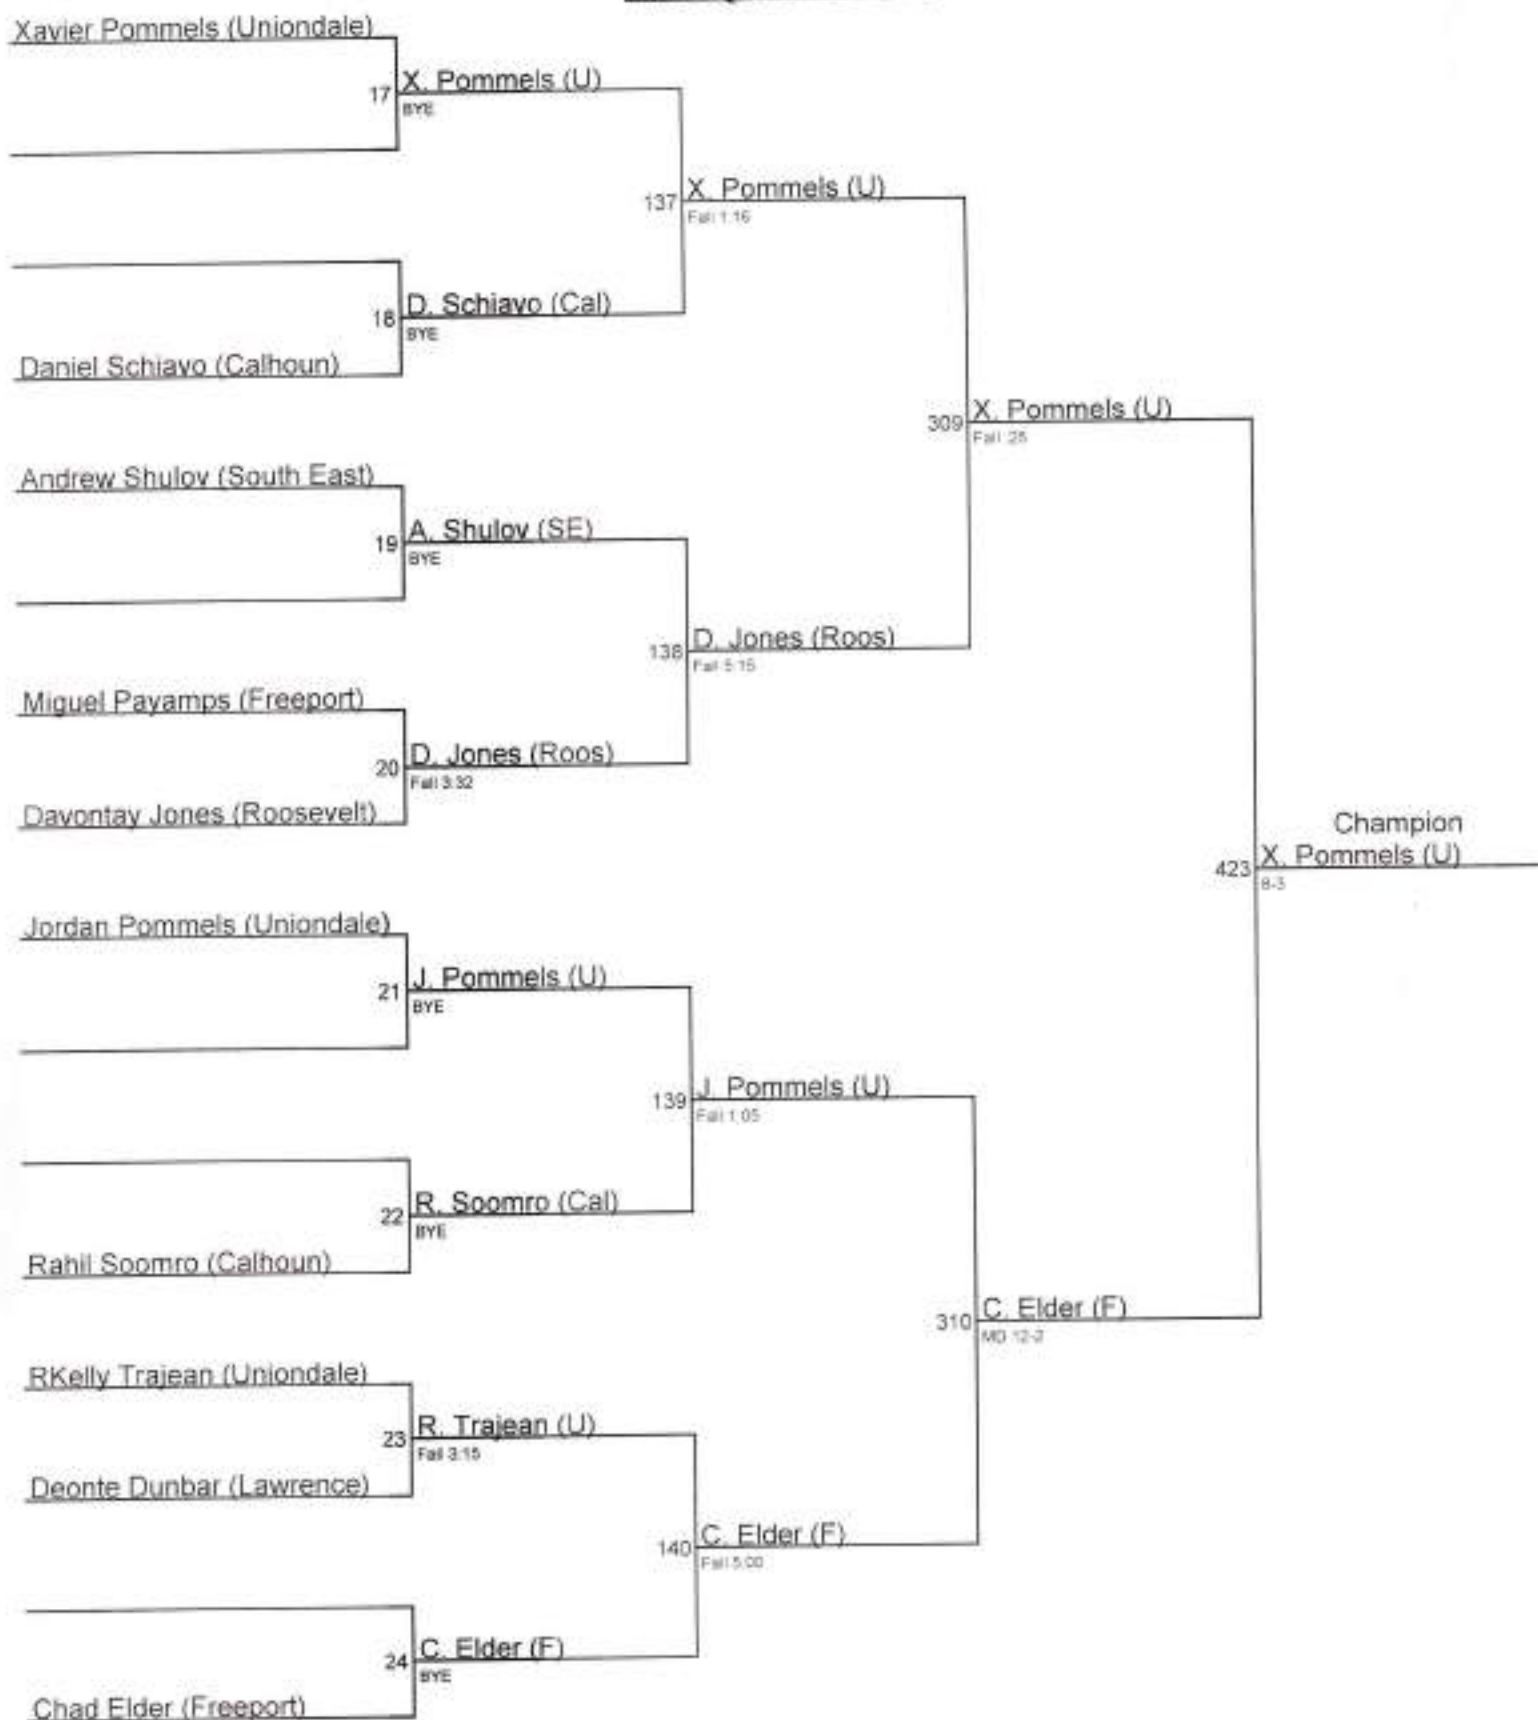 Xavier Pommels (Uniondale)
17 X. Pommels (U)
BYE
137 X. Pommels (U)
Fall 1:16
18 D. Schiavo (Cal)
BYE
Daniel Schiavo (Calhoun)
309 X. Pommels (U)
Fall :25
Andrew Shulov (South East)
19 A. Shulov (SE)
BYE
138 D. Jones (Roos)
Fall 5:15
Miguel Payamps (Freeport)
20 D. Jones (Roos)
Fall 3:32
Davontay Jones (Roosevelt)
Champion
423 X. Pommels (U)
8-3
Jordan Pommels (Uniondale)
21 J. Pommels (U)
BYE
139 J. Pommels (U)
Fall 1:05
22 R. Soomro (Cal)
BYE
Rahil Soomro (Calhoun)
310 C. Elder (F)
MD 12-2
RKelly Trajean (Uniondale)
23 R. Trajean (U)
Fall 3:15
Deonte Dunbar (Lawrence)
140 C. Elder (F)
Fall 5:00
24 C. Elder (F)
BYE
Chad Elder (Freeport)